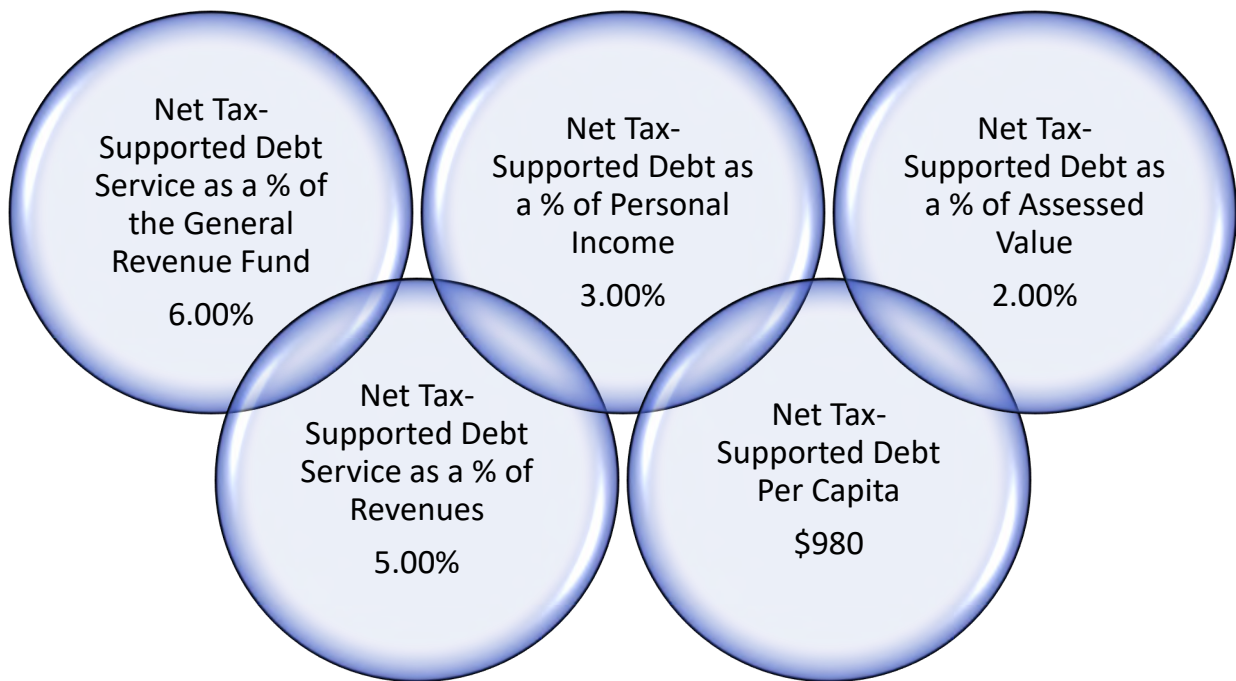 Net Tax-
Supported Debt
Service as a % of
the General
Revenue Fund
6.00%
Net Tax-
Supported Debt
Service as a % of
Revenues
5.00%
Net Tax-
Supported Debt as
a % of Personal
Income
3.00%
Net Tax-
Supported Debt
Per Capita
$980
Net Tax-
Supported Debt as
a % of Assessed
Value
2.00%